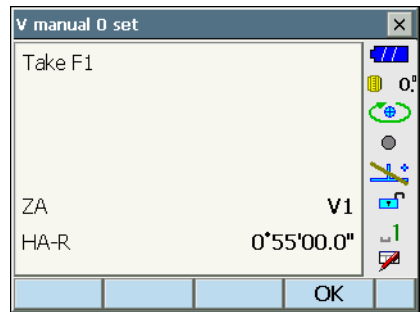 V manual 0 set
Take F1
0."
ZA V1
HA-R 0°55'00.0"
1
OK